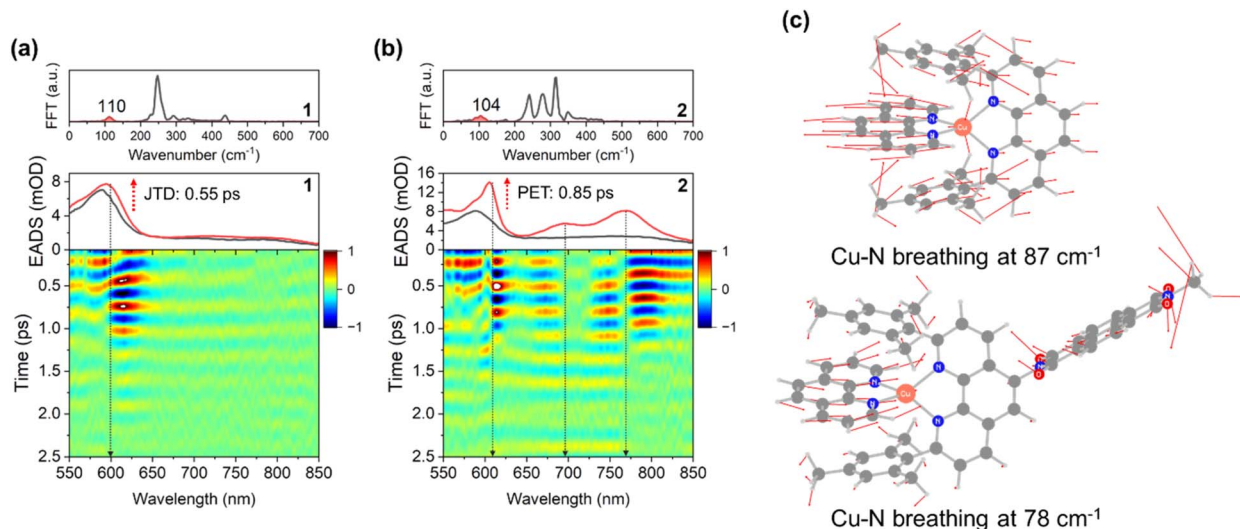 (a)
FFT (a.u.)
110
1
0 100 200 300 400 500 600 700
Wavenumber (cm⁻¹)
EADS (mOD)
12
8
4
0
JTD: 0.55 ps
1
Time (ps)
0.5
1.0
1.5
2.0
2.5
1
0
−1
550 600 650 700 750 800 850
Wavelength (nm)
(b)
FFT (a.u.)
104
2
0 100 200 300 400 500 600 700
Wavenumber (cm⁻¹)
EADS (mOD)
16
12
8
4
0
PET: 0.85 ps
2
Time (ps)
0.5
1.0
1.5
2.0
2.5
1
0
−1
550 600 650 700 750 800 850
Wavelength (nm)
(c)
N
N
Cu
N
N
Cu-N breathing at 87 cm⁻¹
O
N
O
O
N
O
N
N
Cu
N
N
Cu-N breathing at 78 cm⁻¹